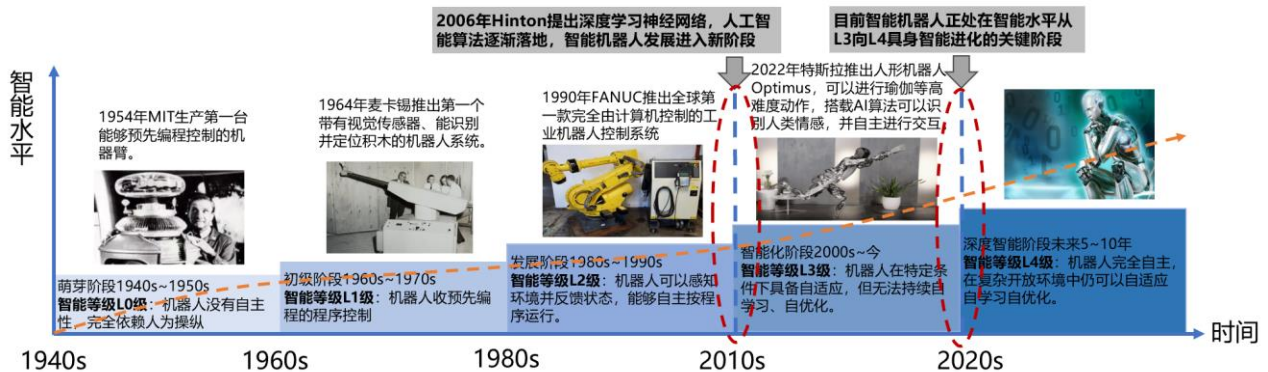 2006年Hinton提出深度学习神经网络，人工智
能算法逐渐落地，智能机器人发展进入新阶段
目前智能机器人正处在智能水平从
L3向L4具身智能进化的关键阶段
智能水平
1954年MIT生产第一台
能够预先编程控制的机
器臂。
1964年麦卡锡推出第一个
带有视觉传感器、能识别
并定位积木的机器人系统。
1990年FANUC推出全球第
一款完全由计算机控制的工
业机器人控制系统
2022年特斯拉推出人形机器人
Optimus，可以进行瑜伽等高
难度动作，搭载AI算法可以识
别人类情感，并自主进行交互。
萌芽阶段1940s~1950s
智能等级L0级：机器人没有自主
性，完全依赖人为操纵
初级阶段1960s~1970s
智能等级L1级：机器人收预先编
程的程序控制
发展阶段1980s~1990s
智能等级L2级：机器人可以感知
环境并反馈状态，能够自主按程
序运行。
智能化阶段2000s~今
智能等级L3级：机器人在特定条
件下具备自适应，但无法持续自
学习、自优化。
深度智能阶段未来5~10年
智能等级L4级：机器人完全自主，
在复杂开放环境中仍可以自适应
自学习自优化。
时间
1940s
1960s
1980s
2010s
2020s